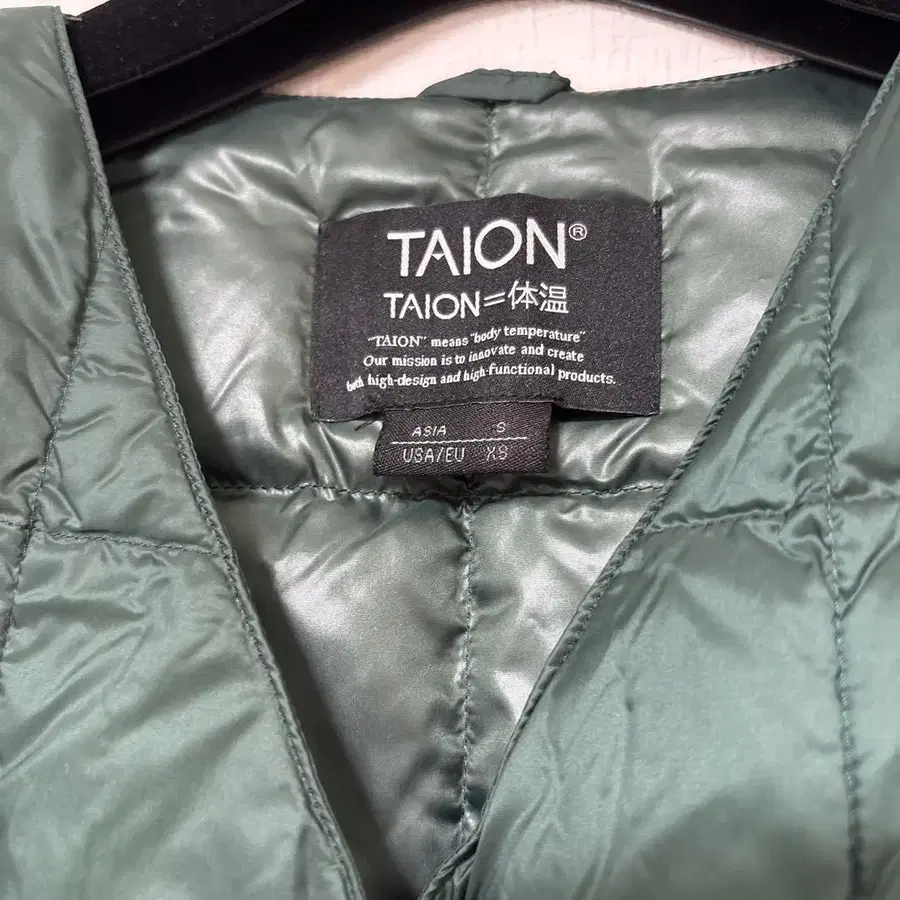 TAION®
TAION=体温
"TAION" means "body temperature"
Our mission is to innovate and create
both high-design and high-functional products.
ASIA S
USA/EU XS